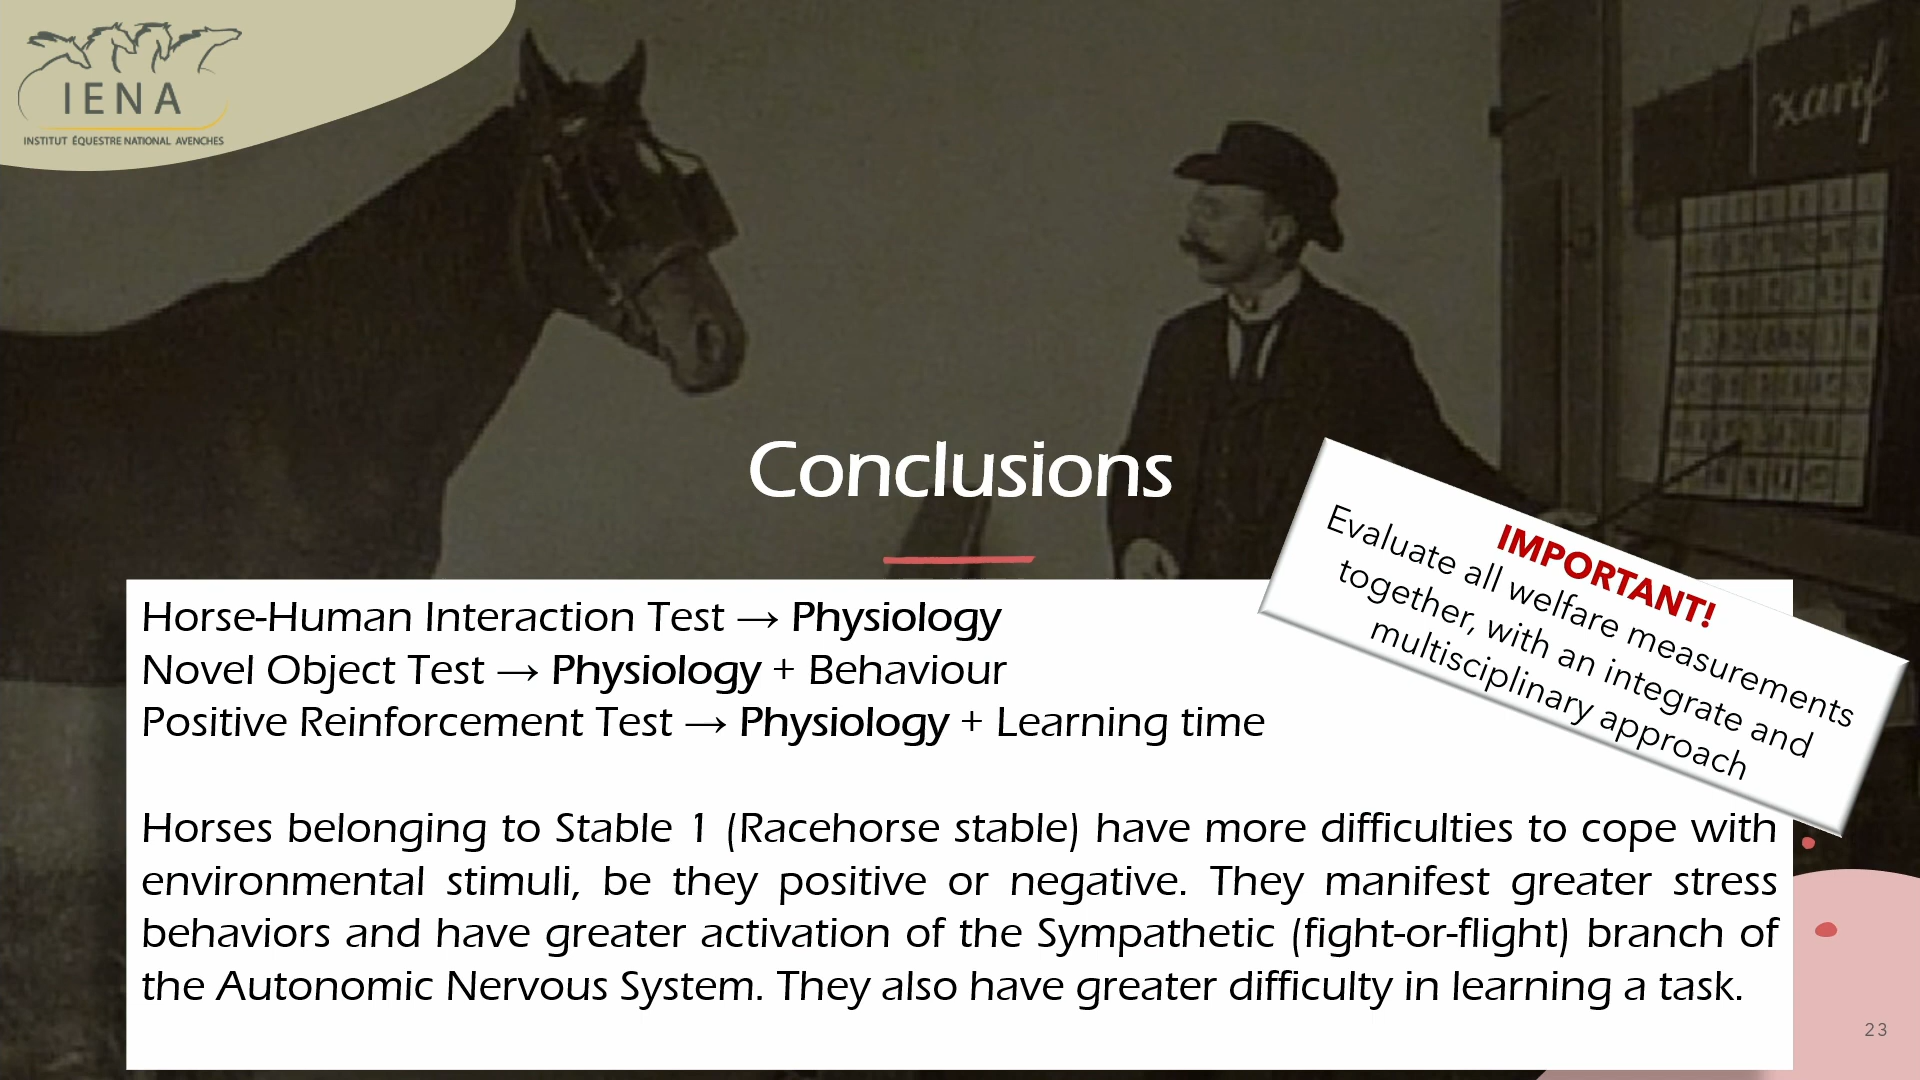 IENA
INSTITUT ÉQUESTRE NATIONAL AVENCHES
xanf
Conclusions
IMPORTANT!
Evaluate all welfare measurements
together, with an integrate and
multisciplinary approach
Horse-Human Interaction Test → Physiology
Novel Object Test → Physiology + Behaviour
Positive Reinforcement Test → Physiology + Learning time
Horses belonging to Stable 1 (Racehorse stable) have more difficulties to cope with
environmental stimuli, be they positive or negative. They manifest greater stress
behaviors and have greater activation of the Sympathetic (fight-or-flight) branch of
the Autonomic Nervous System. They also have greater difficulty in learning a task.
23